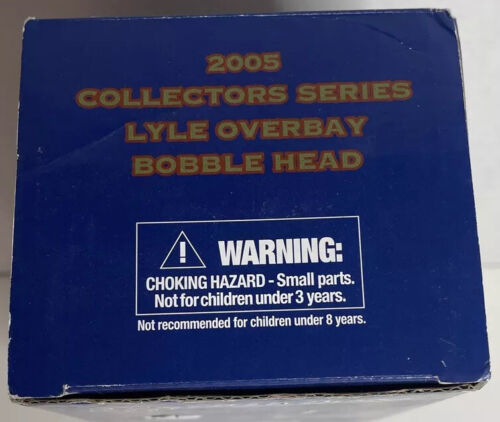 2005
COLLECTORS SERIES
LYLE OVERBAY
BOBBLE HEAD
! WARNING:
CHOKING HAZARD - Small parts.
Not for children under 3 years.
Not recommended for children under 8 years.